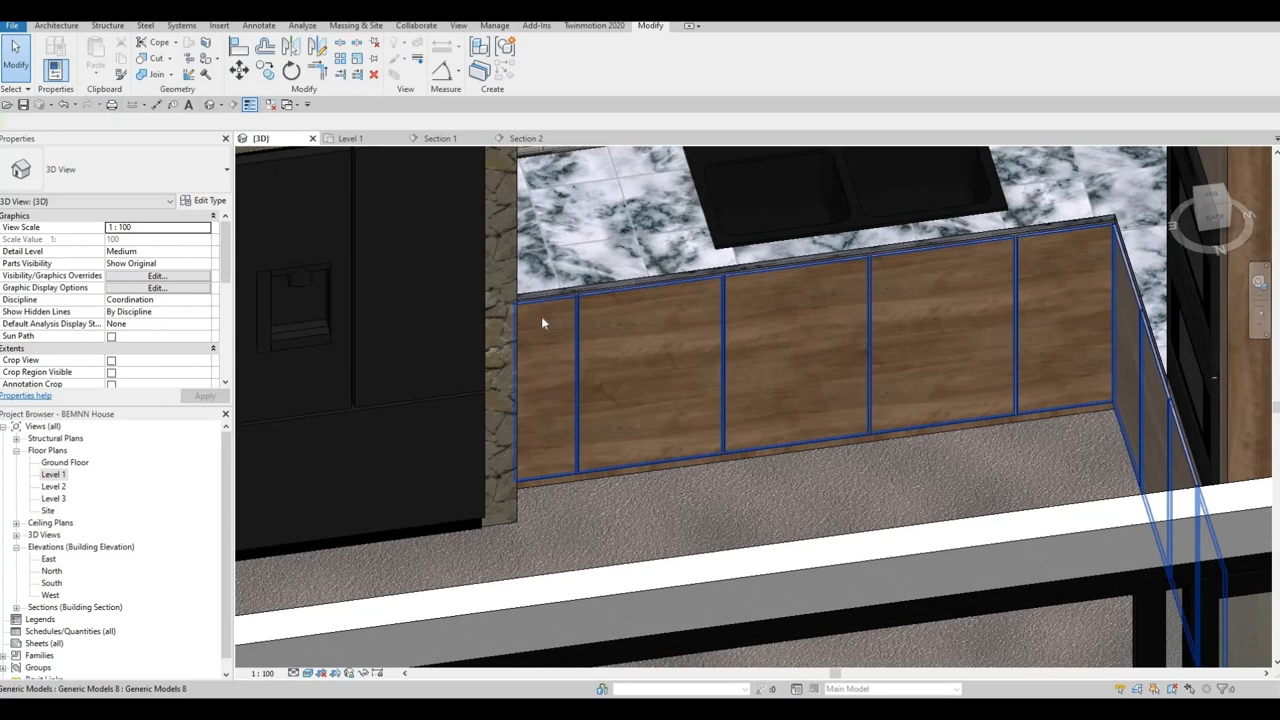 File Architecture Structure Steel Systems Insert Annotate Analyze Massing & Site Collaborate View Manage Add-Ins Twinmotion 2020 Modify
Modify Paste Cope Cut Join
Select Properties Clipboard Geometry Modify View Measure Create
{3D} Level 1 Section 1 Section 2
Properties
3D View
3D View: {3D} Edit Type
Graphics
View Scale 1 : 100
Scale Value 1: 100
Detail Level Medium
Parts Visibility Show Original
Visibility/Graphics Overrides Edit...
Graphic Display Options Edit...
Discipline Coordination
Show Hidden Lines By Discipline
Default Analysis Display St... None
Sun Path
Extents
Crop View
Crop Region Visible
Annotation Crop
Properties help Apply
Project Browser - BEMNN House
Views (all)
Structural Plans
Floor Plans
Ground Floor
Level 1
Level 2
Level 3
Site
Ceiling Plans
3D Views
Elevations (Building Elevation)
East
North
South
West
Sections (Building Section)
Legends
Schedules/Quantities (all)
Sheets (all)
Families
Groups
1 : 100
Generic Models : Generic Models 8 : Generic Models 8 :0 Main Model :0